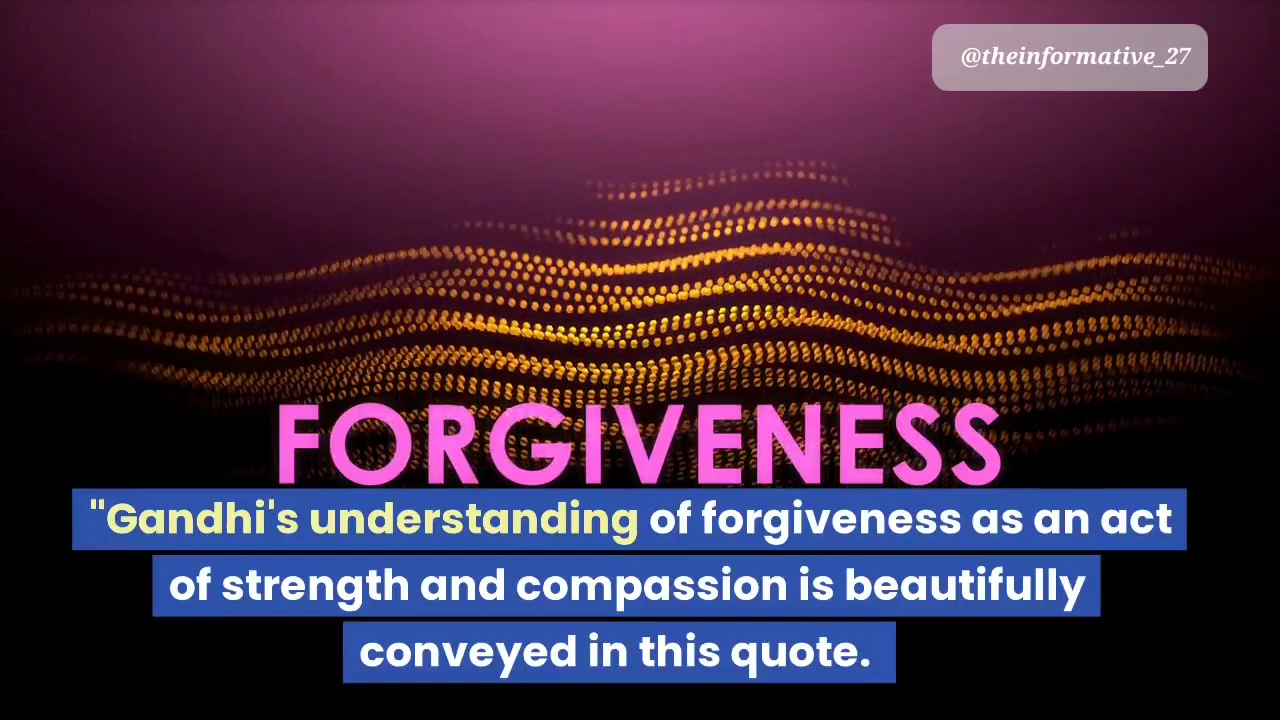 @theinformative_27
FORGIVENESS
"Gandhi's understanding of forgiveness as an act
of strength and compassion is beautifully
conveyed in this quote.